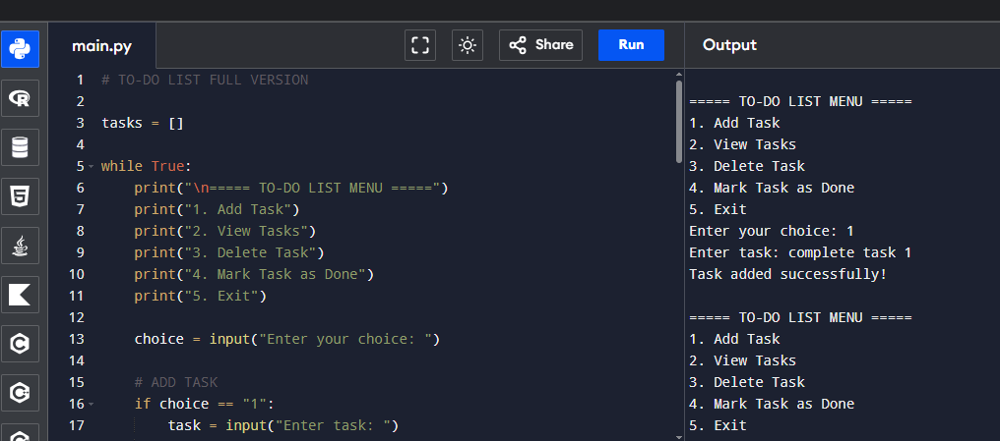 main.py
Share
Run
Output
1 # TO-DO LIST FULL VERSION
2
3 tasks = []
4
5 while True:
6     print("\n===== TO-DO LIST MENU =====")
7     print("1. Add Task")
8     print("2. View Tasks")
9     print("3. Delete Task")
10     print("4. Mark Task as Done")
11     print("5. Exit")
12
13     choice = input("Enter your choice: ")
14
15     # ADD TASK
16     if choice == "1":
17         task = input("Enter task: ")
===== TO-DO LIST MENU =====
1. Add Task
2. View Tasks
3. Delete Task
4. Mark Task as Done
5. Exit
Enter your choice: 1
Enter task: complete task 1
Task added successfully!
===== TO-DO LIST MENU =====
1. Add Task
2. View Tasks
3. Delete Task
4. Mark Task as Done
5. Exit